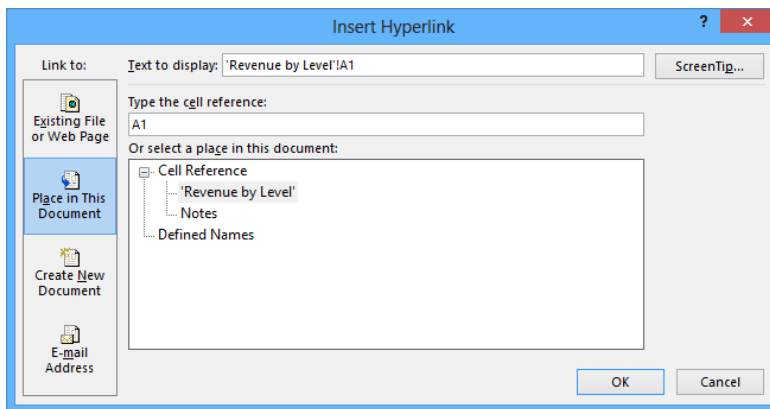 Insert Hyperlink
?
×
Link to:
Text to display: 'Revenue by Level'!A1
ScreenTip...
Existing File
or Web Page
Type the cell reference:
A1
Or select a place in this document:
Cell Reference
'Revenue by Level'
Notes
Defined Names
Place in This
Document
Create New
Document
E-mail
Address
OK
Cancel